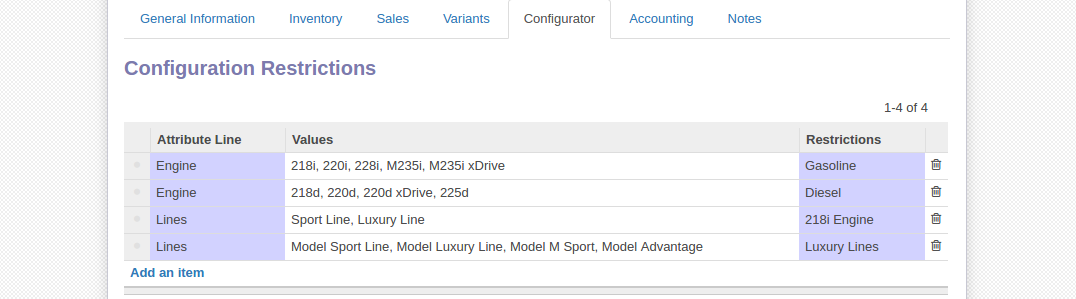 General Information Inventory Sales Variants Configurator Accounting Notes
Configuration Restrictions
1-4 of 4
Attribute Line Values Restrictions
Engine 218i, 220i, 228i, M235i, M235i xDrive Gasoline
Engine 218d, 220d, 220d xDrive, 225d Diesel
Lines Sport Line, Luxury Line 218i Engine
Lines Model Sport Line, Model Luxury Line, Model M Sport, Model Advantage Luxury Lines
Add an item